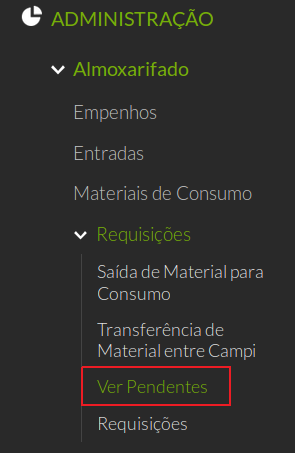 ADMINISTRAÇÃO
Almoxarifado
Empenhos
Entradas
Materiais de Consumo
Requisições
Saída de Material para
Consumo
Transferência de
Material entre Campi
Ver Pendentes
Requisições